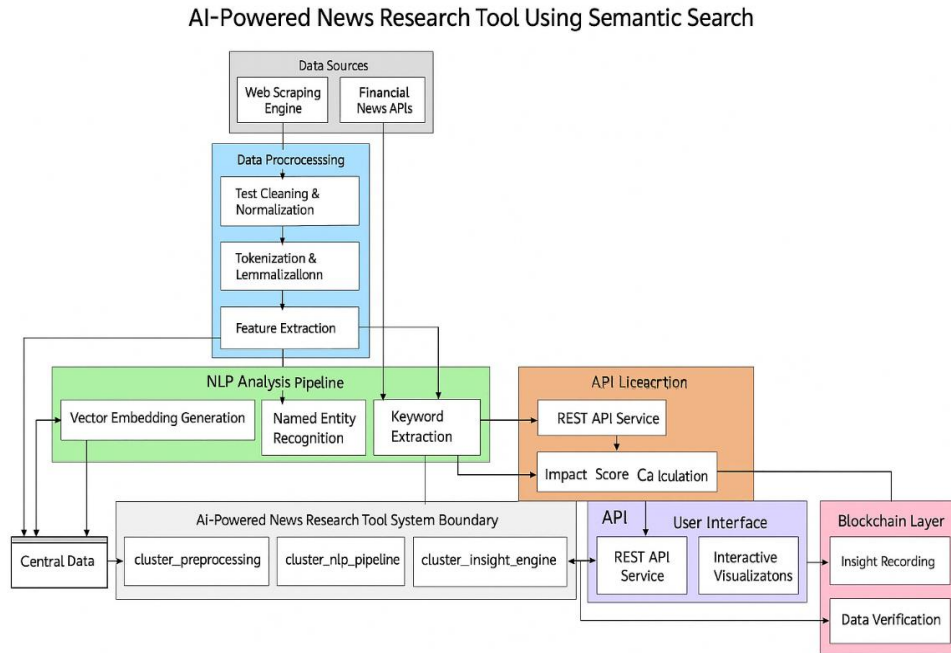 AI-Powered News Research Tool Using Semantic Search
Data Sources
Web Scraping
Engine
Financial
News APIs
Data Procrocesssing
Test Cleaning &
Normalization
Tokenization &
Lemmalizallonn
Feature Extraction
NLP Analysis Pipeline
Vector Embedding Generation
Named Entity
Recognition
Keyword
Extraction
API Liceacrtion
REST API Service
Impact Score Calculation
Ai-Powered News Research Tool System Boundary
Central Data
cluster_preprocessing
cluster_nlp_pipeline
cluster_insight_engine
API
User Interface
REST API
Service
Interactive
Visualizatons
Blockchain Layer
Insight Recording
Data Verification